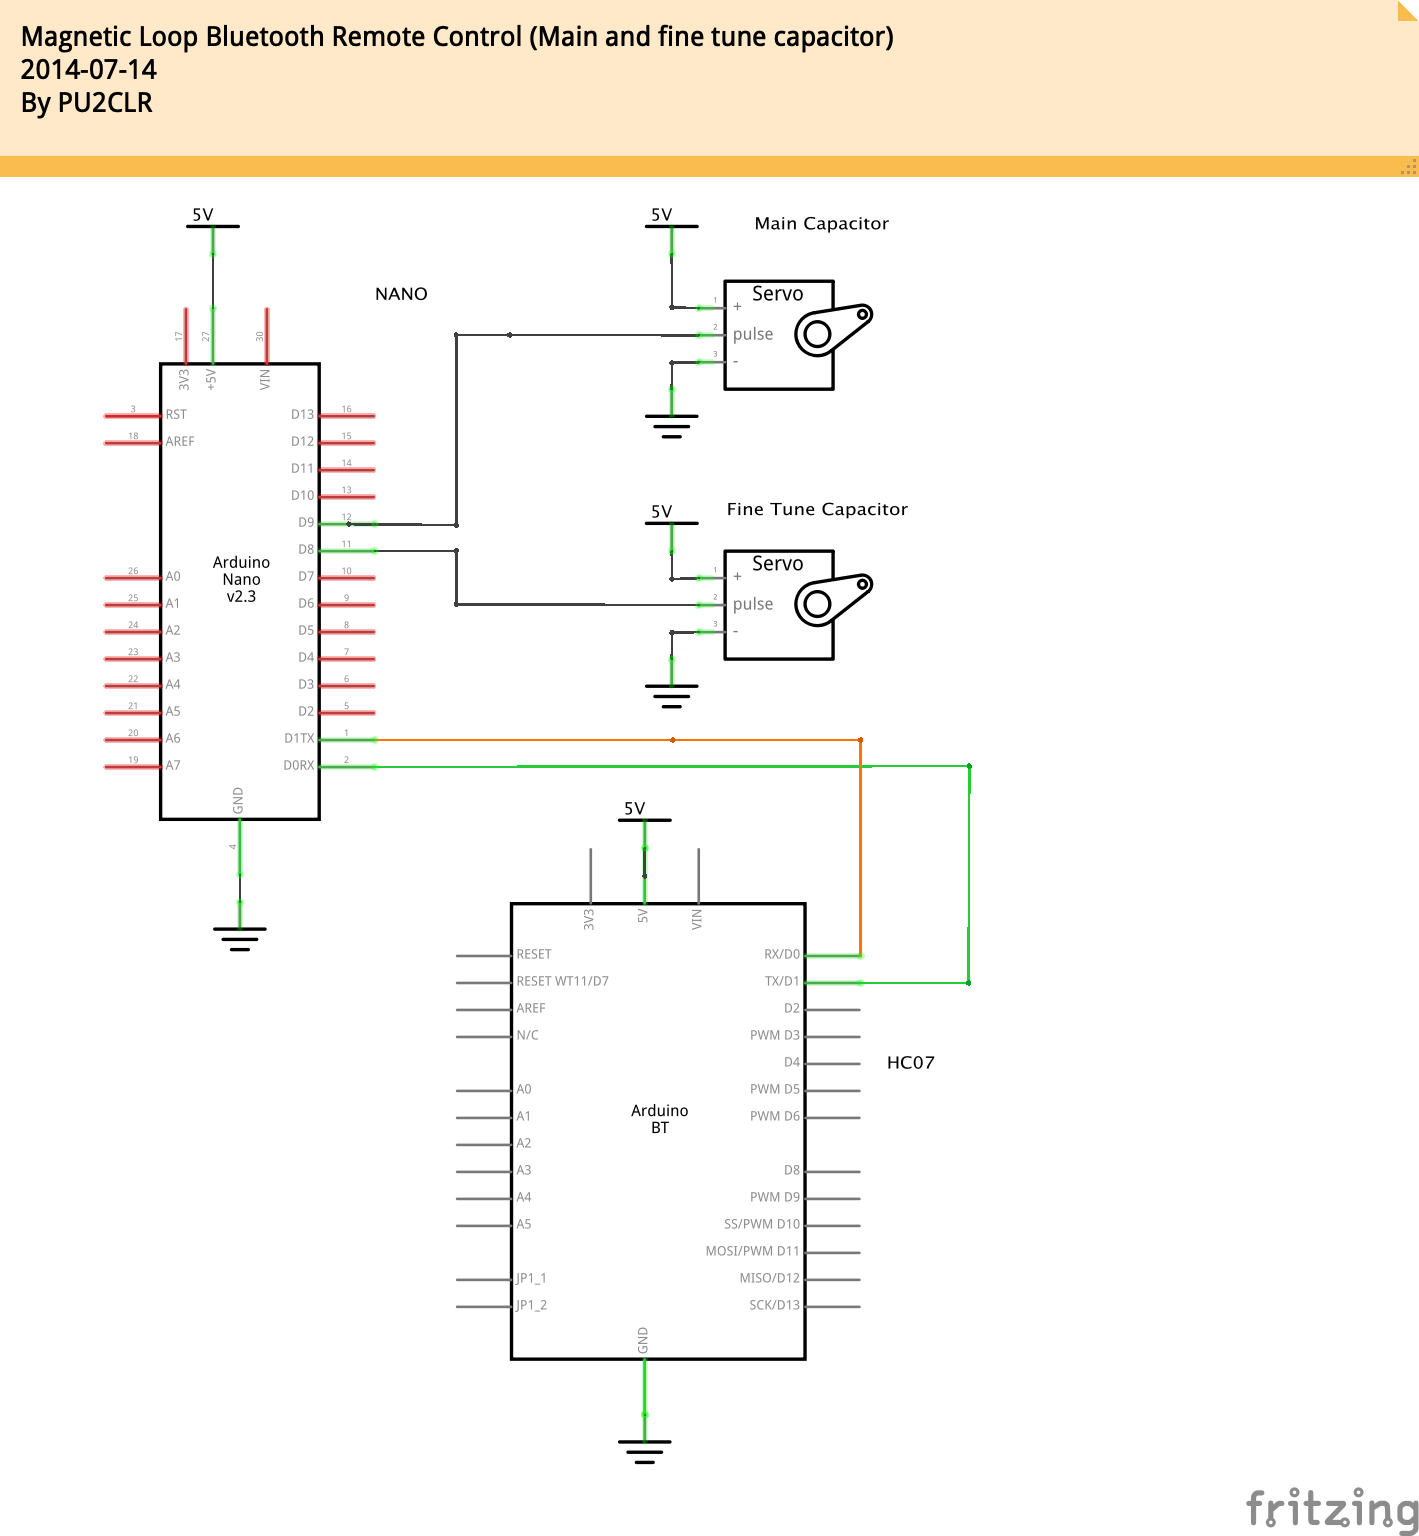 Magnetic Loop Bluetooth Remote Control (Main and fine tune capacitor)
2014-07-14
By PU2CLR
5V
5V
Main Capacitor
NANO
Servo
1
+
2
pulse
3
-
17
27
30
3V3
+5V
VIN
3
RST
D13
16
18
AREF
D12
15
D11
14
D10
13
D9
12
D8
11
26
A0
D7
10
25
A1
D6
9
24
A2
D5
8
23
A3
D4
7
22
A4
D3
6
21
A5
D2
5
20
A6
D1TX
1
19
A7
D0RX
2
Arduino
Nano
v2.3
GND
4
5V
Fine Tune Capacitor
Servo
1
+
2
pulse
3
-
5V
3V3
5V
VIN
RESET
RX/D0
RESET WT11/D7
TX/D1
AREF
D2
N/C
PWM D3
D4
HC07
A0
PWM D5
A1
PWM D6
Arduino
BT
A2
A3
D8
A4
PWM D9
A5
SS/PWM D10
MOSI/PWM D11
JP1_1
MISO/D12
JP1_2
SCK/D13
GND
fritzing